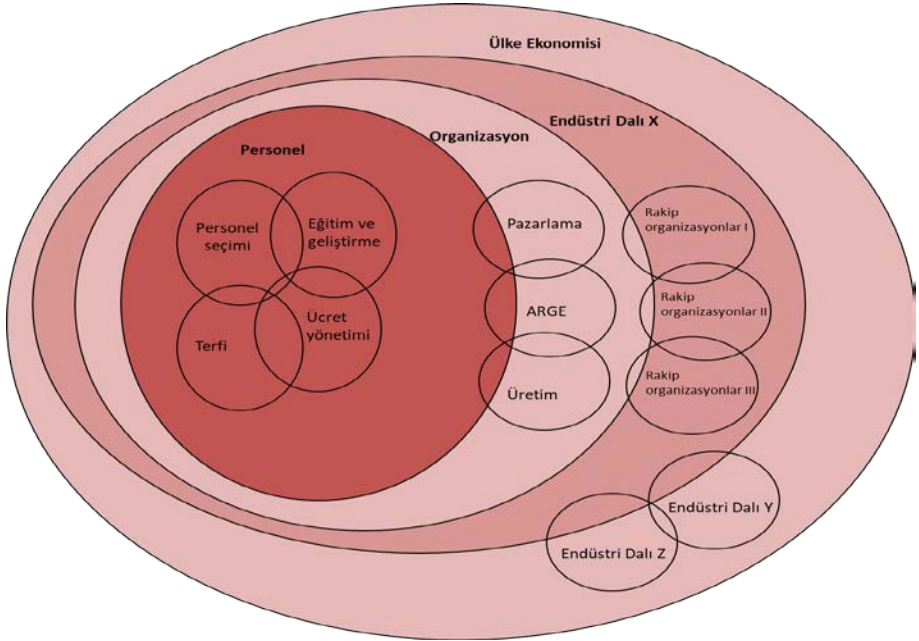 Ülke Ekonomisi
Endüstri Dalı X
Organizasyon
Personel
Personel
seçimi
Eğitim ve
geliştirme
Terfi
Ücret
yönetimi
Pazarlama
ARGE
Üretim
Rakip
organizasyonlar I
Rakip
organizasyonlar II
Rakip
organizasyonlar III
Endüstri Dalı Y
Endüstri Dalı Z